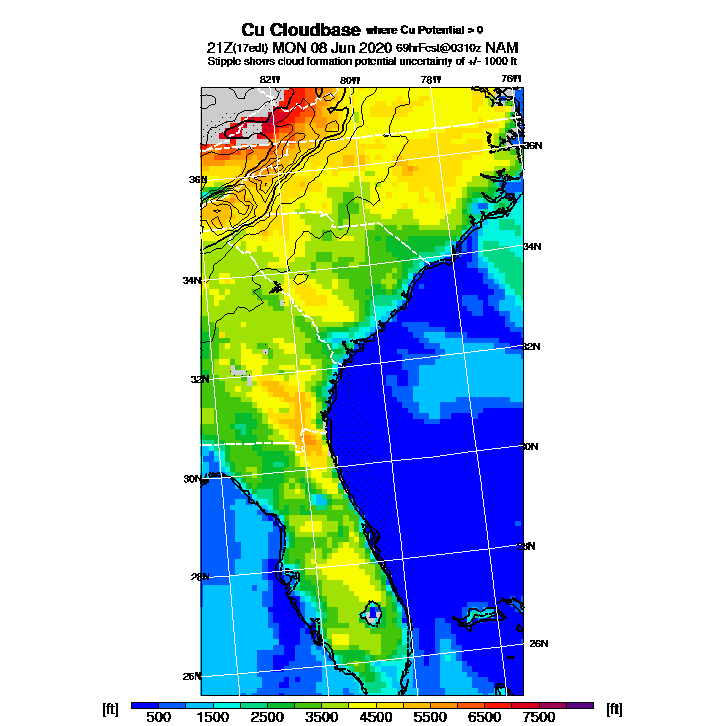 Cu Cloudbase where Cu Potential > 0
21Z(17edt) MON 08 Jun 2020 69hrFcst@0310z NAM
Stipple shows cloud formation potential uncertainty of +/- 1000 ft
82W 80W 78W 76W
36N
36N
34N
34N
32N
32N
30N
30N
28N
28N
26N
26N
[ft] 500 1500 2500 3500 4500 5500 6500 7500 [ft]